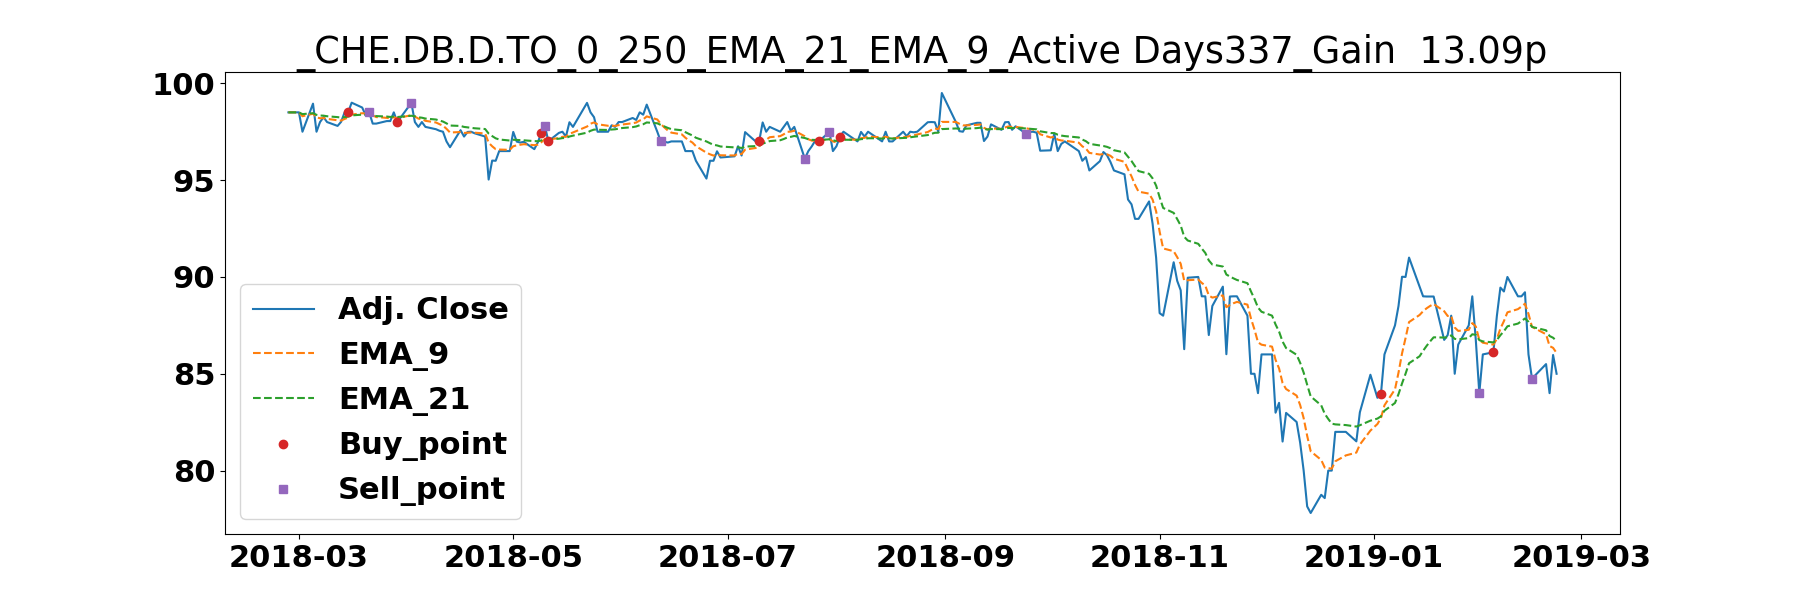 _CHE.DB.D.TO_0_250_EMA_21_EMA_9_Active Days337_Gain  13.09p
100
95
90
85
80
Adj. Close
EMA_9
EMA_21
Buy_point
Sell_point
2018-03 2018-05 2018-07 2018-09 2018-11 2019-01 2019-03